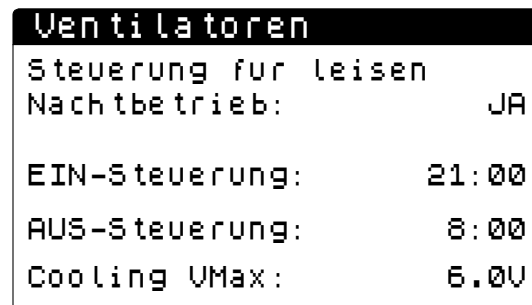 Ventilatoren
Steuerung fur leisen
Nachtbetrieb: JA
EIN-Steuerung: 21:00
AUS-Steuerung: 8:00
Cooling VMax: 6.0V